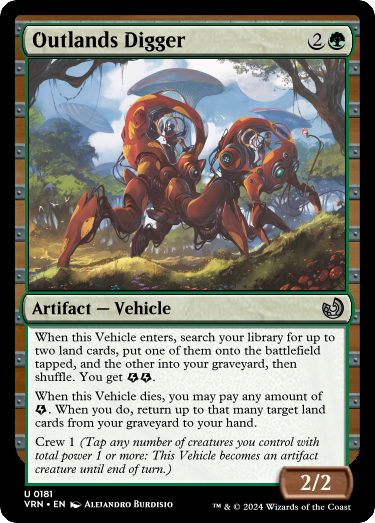 Outlands Digger 2
Artifact — Vehicle
When this Vehicle enters, search your library for up to
two land cards, put one of them onto the battlefield
tapped, and the other into your graveyard, then
shuffle. You get .
When this Vehicle dies, you may pay any amount of
. When you do, return up to that many target land
cards from your graveyard to your hand.
Crew 1 (Tap any number of creatures you control with
total power 1 or more: This Vehicle becomes an artifact
creature until end of turn.)
2/2
U 0181
VRN • EN Alejandro Burdisio
™ & © 2024 Wizards of the Coast